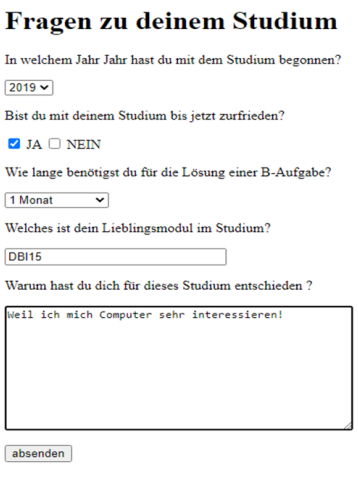 Fragen zu deinem Studium
In welchem Jahr Jahr hast du mit dem Studium begonnen?
2019
Bist du mit deinem Studium bis jetzt zurfrieden?
JA NEIN
Wie lange benötigst du für die Lösung einer B-Aufgabe?
1 Monat
Welches ist dein Lieblingsmodul im Studium?
DBI15
Warum hast du dich für dieses Studium entschieden ?
Weil ich mich Computer sehr interessieren!
absenden